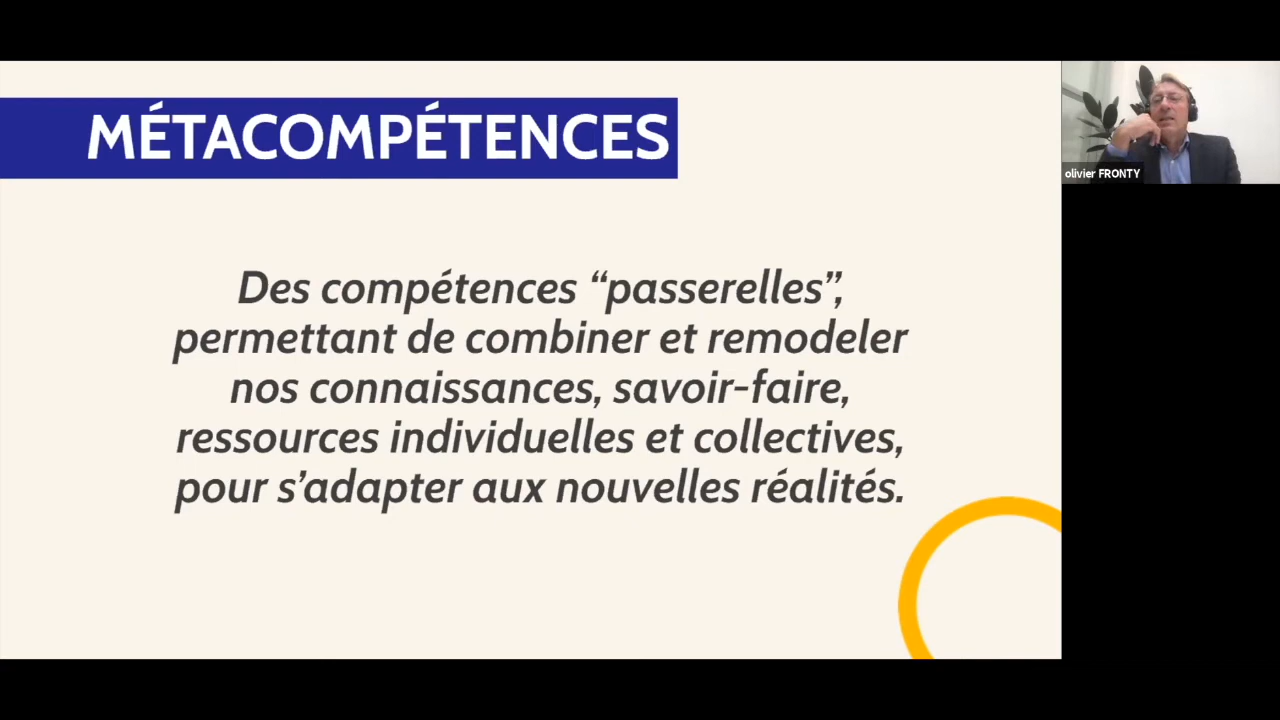 MÉTACOMPÉTENCES
Des compétences “passerelles”,
permettant de combiner et remodeler
nos connaissances, savoir-faire,
ressources individuelles et collectives,
pour s’adapter aux nouvelles réalités.
olivier FRONTY